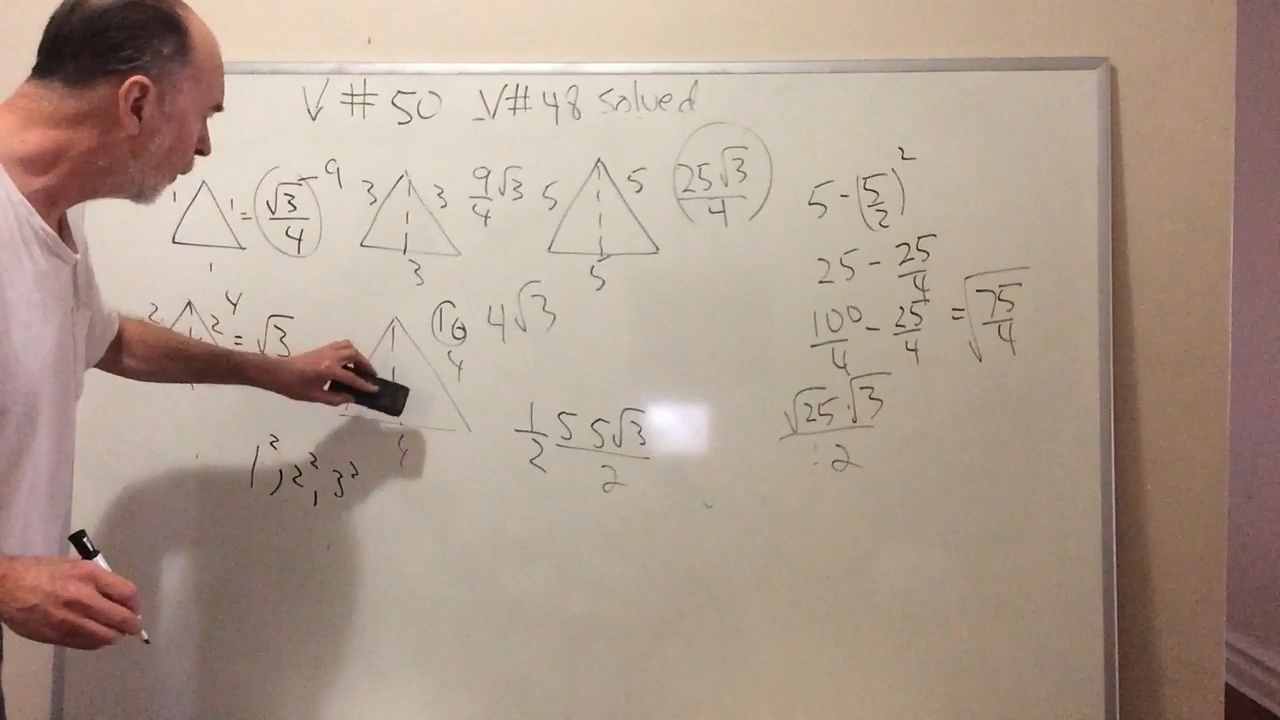 V # 50 V# 48 solved
1 1 = √3/4 9 3 3 9/4 √3 5 5 25√3/4
1 3 5
5 - (5/2)²
25 - 25/4
2 2 4 = √3 16 4√3
4
100/4 - 25/4 = √75/4
√25 · √3 / 2
1/2 5 5√3/2
4
1², 2², 3²